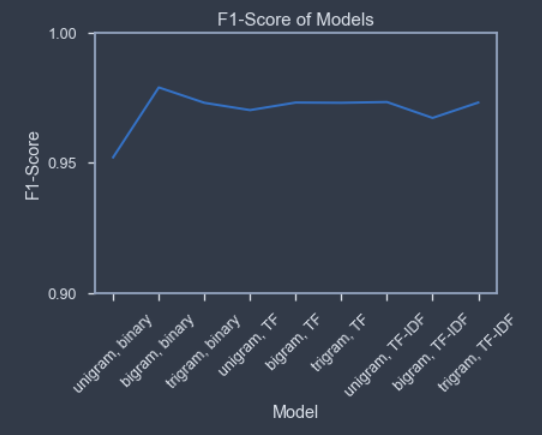 F1-Score of Models
1.00
0.95
0.90
F1-Score
unigram, binary
bigram, binary
trigram, binary
unigram, TF
bigram, TF
trigram, TF
unigram, TF-IDF
bigram, TF-IDF
trigram, TF-IDF
Model